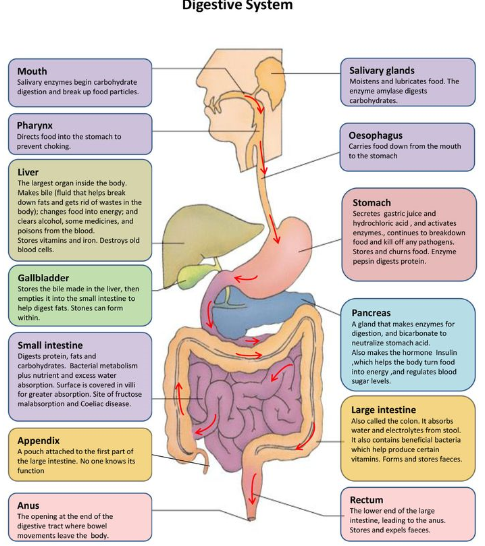 Digestive System
Mouth
Salivary enzymes begin carbohydrate
digestion and break up food particles.
Pharynx
Directs food into the stomach to
prevent choking.
Liver
The largest organ inside the body.
Makes bile (fluid that helps break
down fats and gets rid of wastes in the
body); changes food into energy; and
clears alcohol, some medicines, and
poisons from the blood.
Stores vitamins and iron. Destroys old
blood cells.
Gallbladder
Stores the bile made in the liver, then
empties it into the small intestine to
help digest fats. Stones can form
within.
Small intestine
Digests protein, fats and
carbohydrates. Bacterial metabolism
plus nutrient and excess water
absorption. Surface is covered in villi
for greater absorption. Site of fructose
malabsorption and Coeliac disease.
Appendix
A pouch attached to the first part of
the large intestine. No one knows its
function
Anus
The opening at the end of the
digestive tract where bowel
movements leave the body.
Salivary glands
Moistens and lubricates food. The
enzyme amylase digests
carbohydrates.
Oesophagus
Carries food down from the mouth
to the stomach
Stomach
Secretes gastric juice and
hydrochloric acid , and activates
enzymes., continues to breakdown
food and kill off any pathogens.
Stores and churns food. Enzyme
pepsin digests protein.
Pancreas
A gland that makes enzymes for
digestion, and bicarbonate to
neutralize stomach acid.
Also makes the hormone Insulin
,which helps the body turn food
into energy ,and regulates blood
sugar levels.
Large intestine
Also called the colon. It absorbs
water and electrolytes from stool.
It also contains beneficial bacteria
which help produce certain
vitamins. Forms and stores faeces.
Rectum
The lower end of the large
intestine, leading to the anus.
Stores and expels faeces.